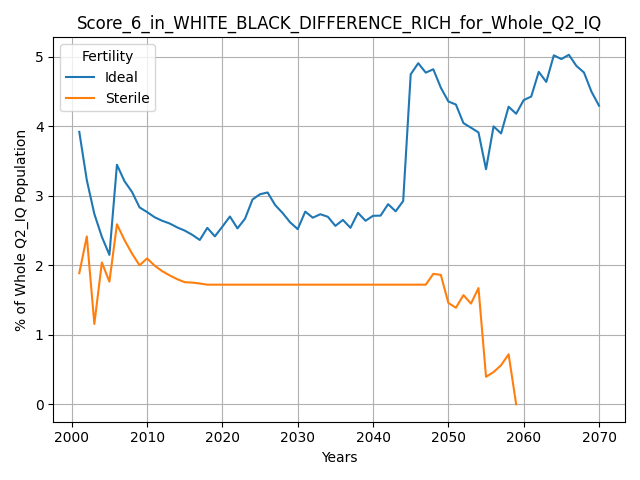 Score_6_in_WHITE_BLACK_DIFFERENCE_RICH_for_Whole_Q2_IQ
Fertility
Ideal
Sterile
% of Whole Q2_IQ Population
5
4
3
2
1
0
2000 2010 2020 2030 2040 2050 2060 2070
Years